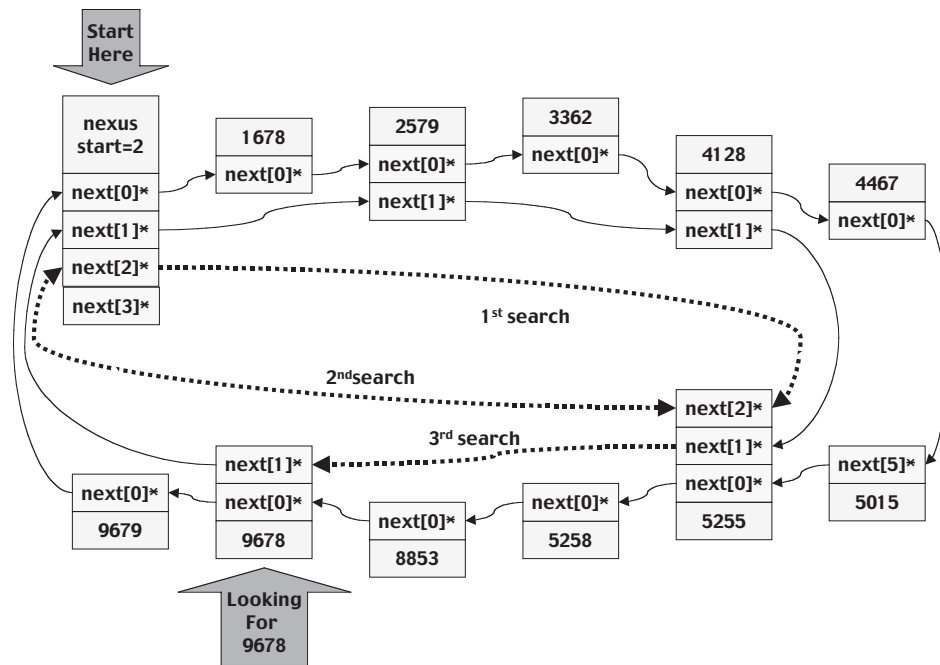 Start
Here
nexus
start=2
next[0]*
next[1]*
next[2]*
next[3]*
1678
next[0]*
2579
next[0]*
next[1]*
3362
next[0]*
4128
next[0]*
next[1]*
4467
next[0]*
1st search
2ndsearch
3rd search
next[2]*
next[1]*
next[0]*
5255
next[5]*
5015
next[0]*
5258
next[0]*
8853
next[1]*
next[0]*
9678
next[0]*
9679
Looking
For
9678